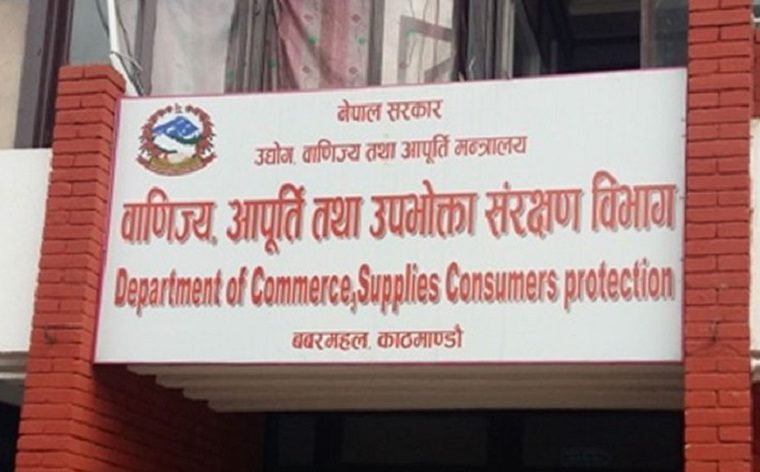 नेपाल सरकार
उद्योग, वाणिज्य तथा आपूर्ति मन्त्रालय
वाणिज्य, आपूर्ति तथा उपभोक्ता संरक्षण विभाग
Department of Commerce,Supplies Consumers protection
बबरमहल, काठमाण्डौ